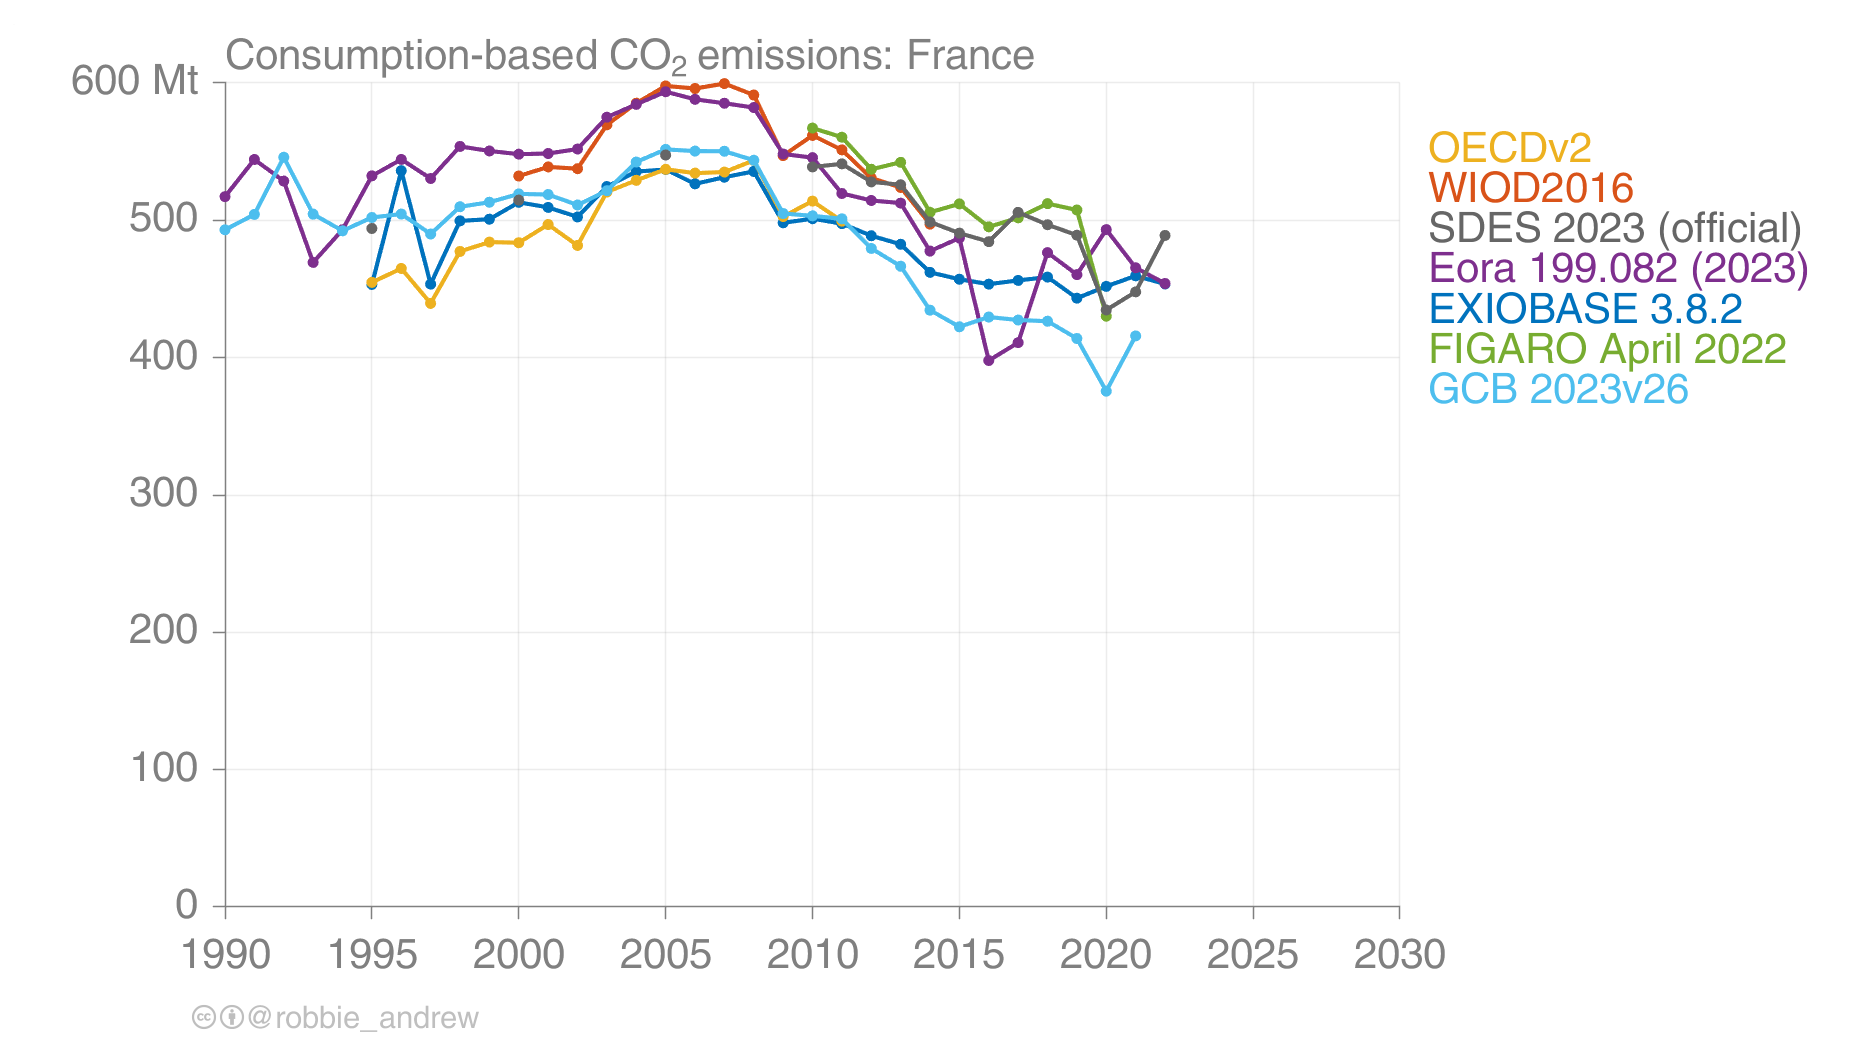 Consumption-based CO₂ emissions: France
600 Mt
500
400
300
200
100
0
1990 1995 2000 2005 2010 2015 2020 2025 2030
OECDv2
WIOD2016
SDES 2023 (official)
Eora 199.082 (2023)
EXIOBASE 3.8.2
FIGARO April 2022
GCB 2023v26
cc @robbie_andrew